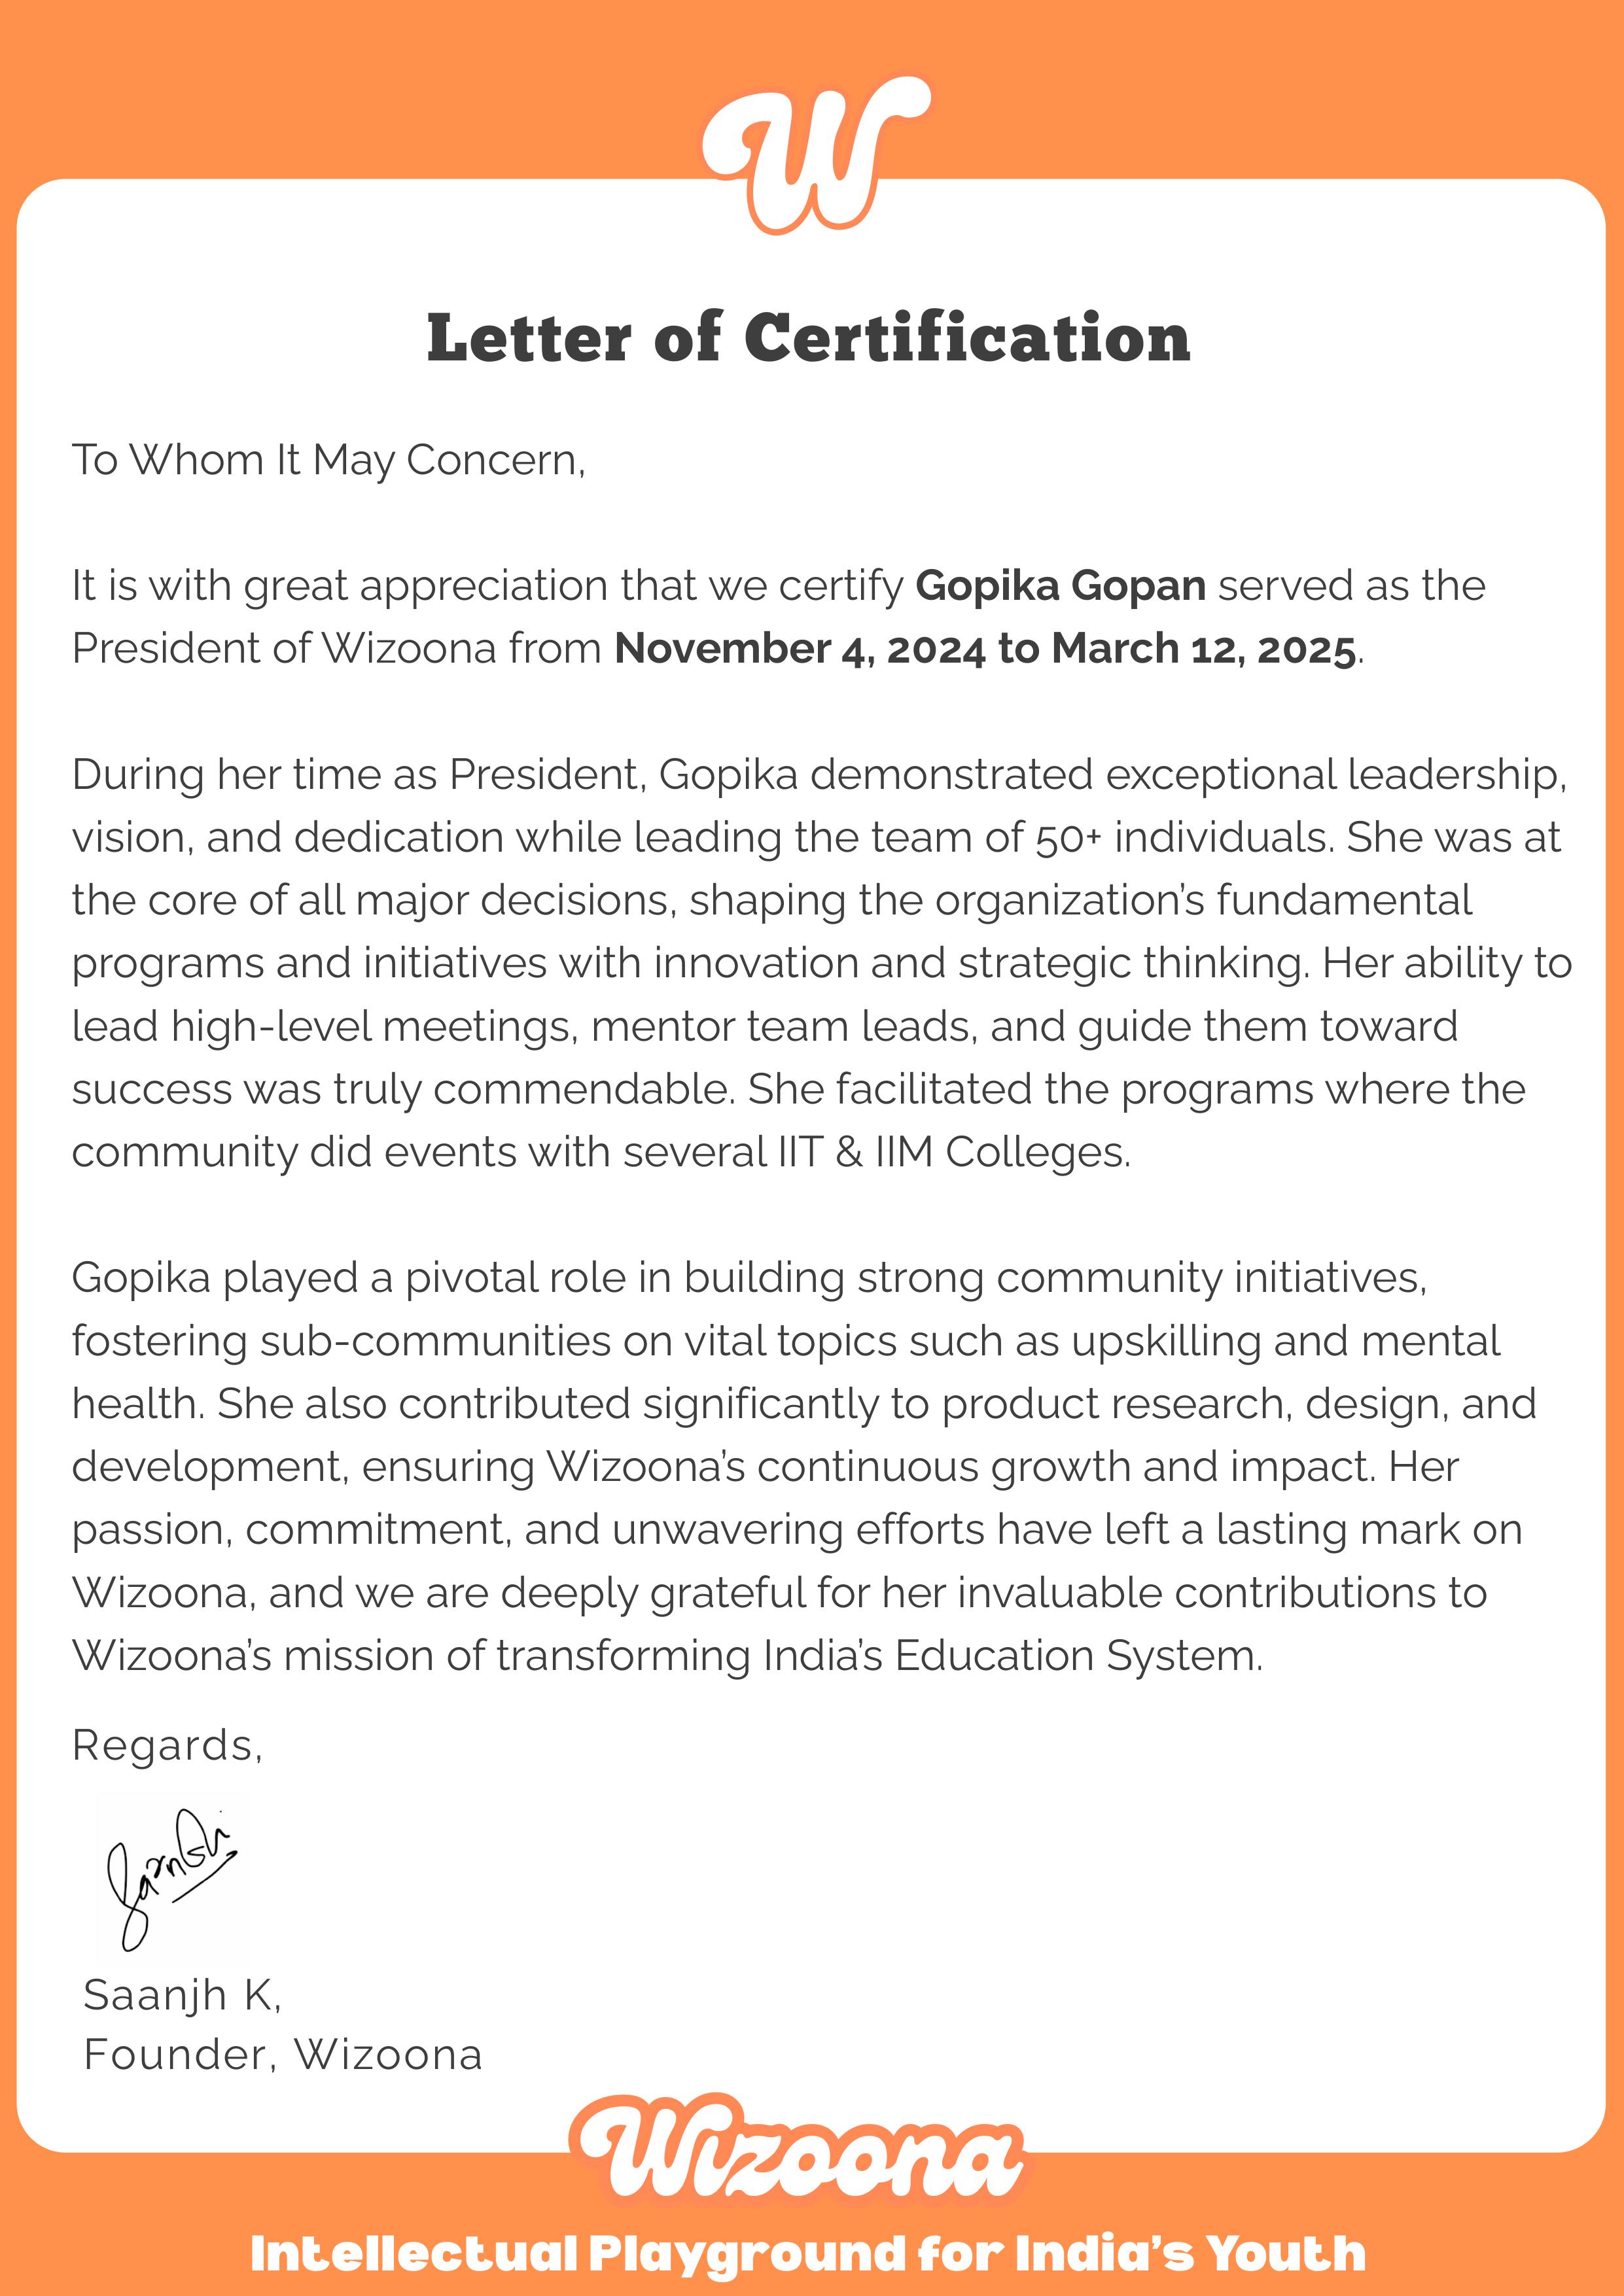 W
Letter of Certification
To Whom It May Concern,
It is with great appreciation that we certify Gopika Gopan served as the
President of Wizoona from November 4, 2024 to March 12, 2025.
During her time as President, Gopika demonstrated exceptional leadership,
vision, and dedication while leading the team of 50+ individuals. She was at
the core of all major decisions, shaping the organization's fundamental
programs and initiatives with innovation and strategic thinking. Her ability to
lead high-level meetings, mentor team leads, and guide them toward
success was truly commendable. She facilitated the programs where the
community did events with several IIT & IIM Colleges.
Gopika played a pivotal role in building strong community initiatives,
fostering sub-communities on vital topics such as upskilling and mental
health. She also contributed significantly to product research, design, and
development, ensuring Wizoona's continuous growth and impact. Her
passion, commitment, and unwavering efforts have left a lasting mark on
Wizoona, and we are deeply grateful for her invaluable contributions to
Wizoona's mission of transforming India's Education System.
Regards,
Saanjh K,
Founder, Wizoona
Wizoona
Intellectual Playground for India's Youth